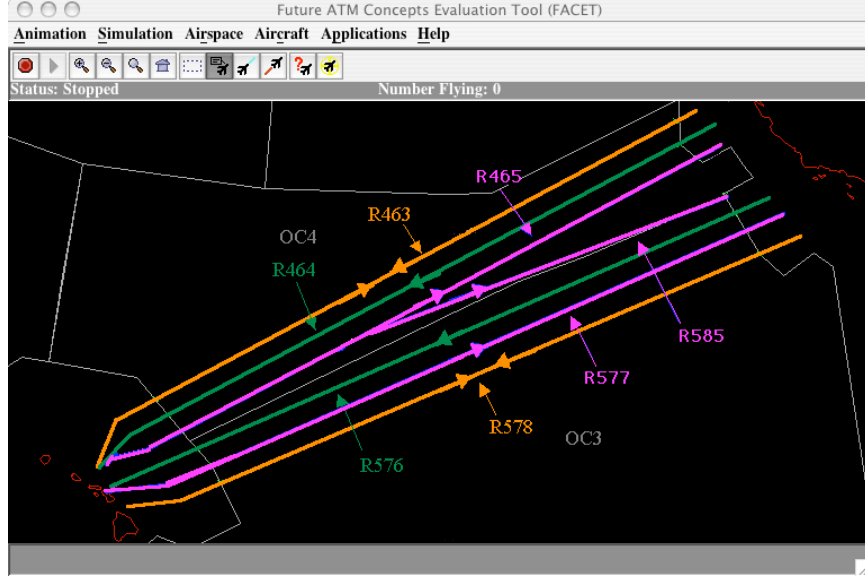 Future ATM Concepts Evaluation Tool (FACET)
Animation Simulation Airspace Aircraft Applications Help
Status: Stopped Number Flying: 0
R465
R463
OC4
R464
R585
R577
R578
OC3
R576